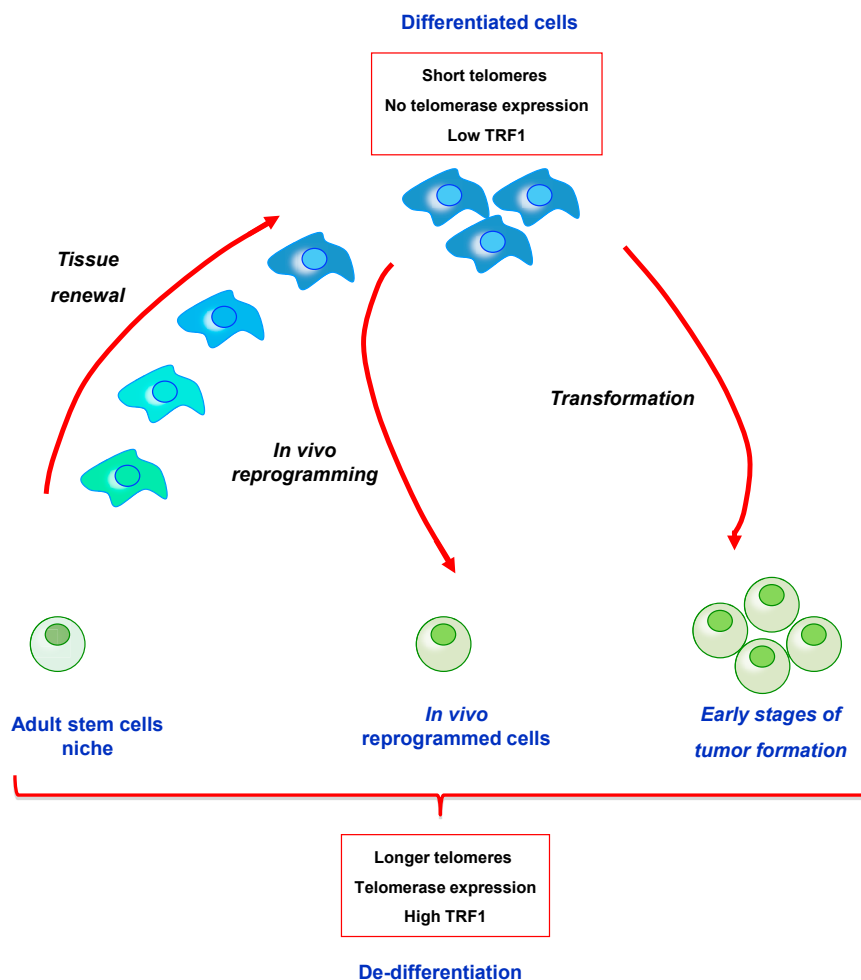 Differentiated cells
Short telomeres
No telomerase expression
Low TRF1
Tissue
renewal
In vivo
reprogramming
Transformation
Adult stem cells
niche
In vivo
reprogrammed cells
Early stages of
tumor formation
Longer telomeres
Telomerase expression
High TRF1
De-differentiation